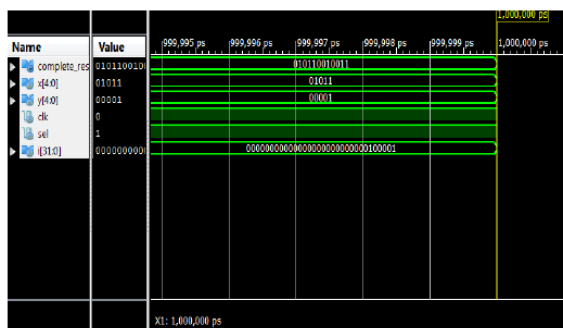 1,000,000 ps
Name Value 999,995 ps 999,996 ps 999,997 ps 999,998 ps 999,999 ps 1,000,000 ps
complete_res 010110010 010110010011
x[4:0] 01011 01011
y[4:0] 00001 00001
clk 0
sel 1
i[31:0] 000000000 00000000000000000000000000100001
X1: 1,000,000 ps